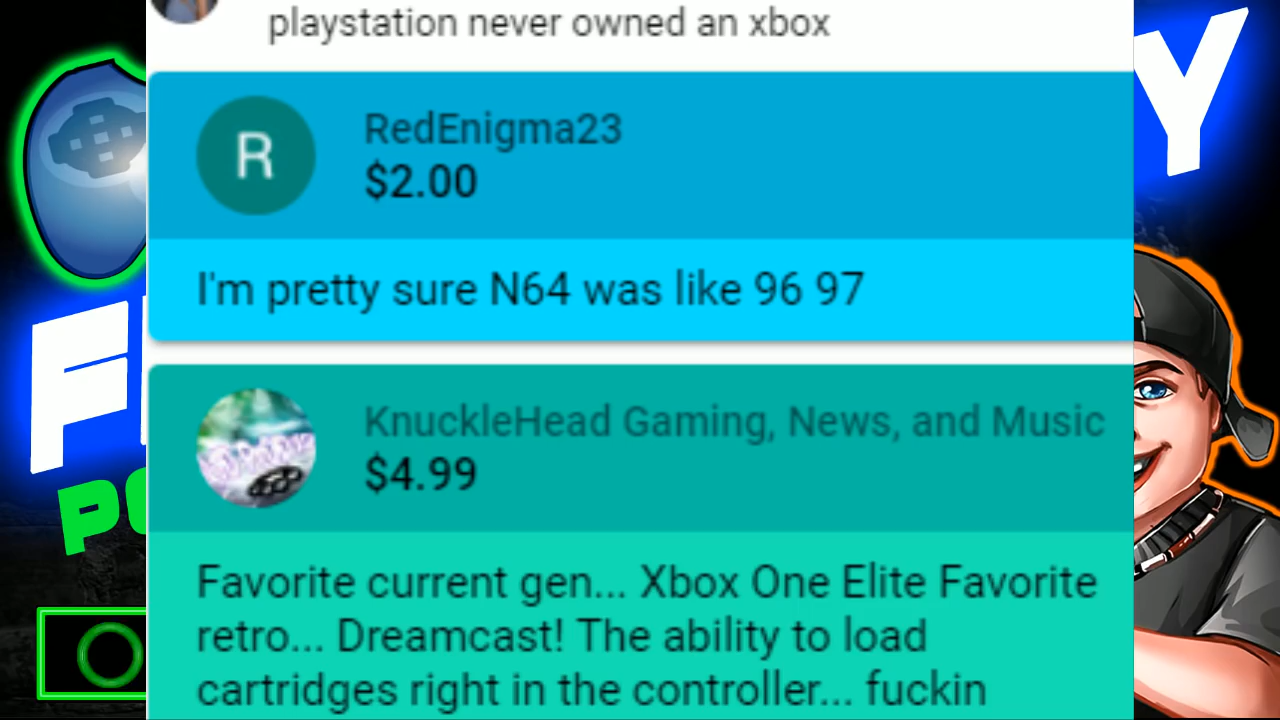 playstation never owned an xbox
Y
R
RedEnigma23
$2.00
I'm pretty sure N64 was like 96 97
F
KnuckleHead Gaming, News, and Music
$4.99
P
Favorite current gen... Xbox One Elite Favorite
retro... Dreamcast! The ability to load
cartridges right in the controller... fuckin